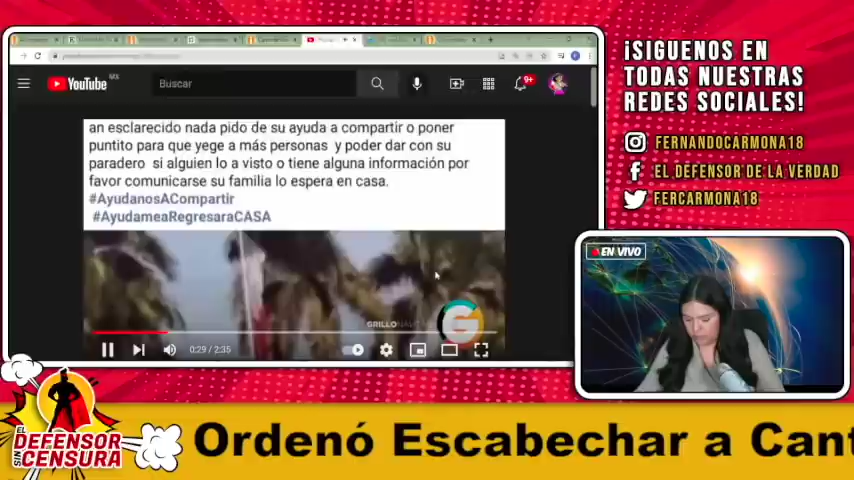 YouTube MX
Buscar
9+
an esclarecido nada pido de su ayuda a compartir o poner
puntito para que yege a más personas y poder dar con su
paradero si alguien lo a visto o tiene alguna información por
favor comunicarse su familia lo espera en casa.
#AyudanosACompartir
#AyudameaRegresaraCASA
G
0:29 / 2:35
¡SIGUENOS EN
TODAS NUESTRAS
REDES SOCIALES!
FERNANDOCARMONA18
EL DEFENSOR DE LA VERDAD
FERCARMONA18
EN VIVO
EL
DEFENSOR
SIN
CENSURA
Ordenó Escabechar a Cant